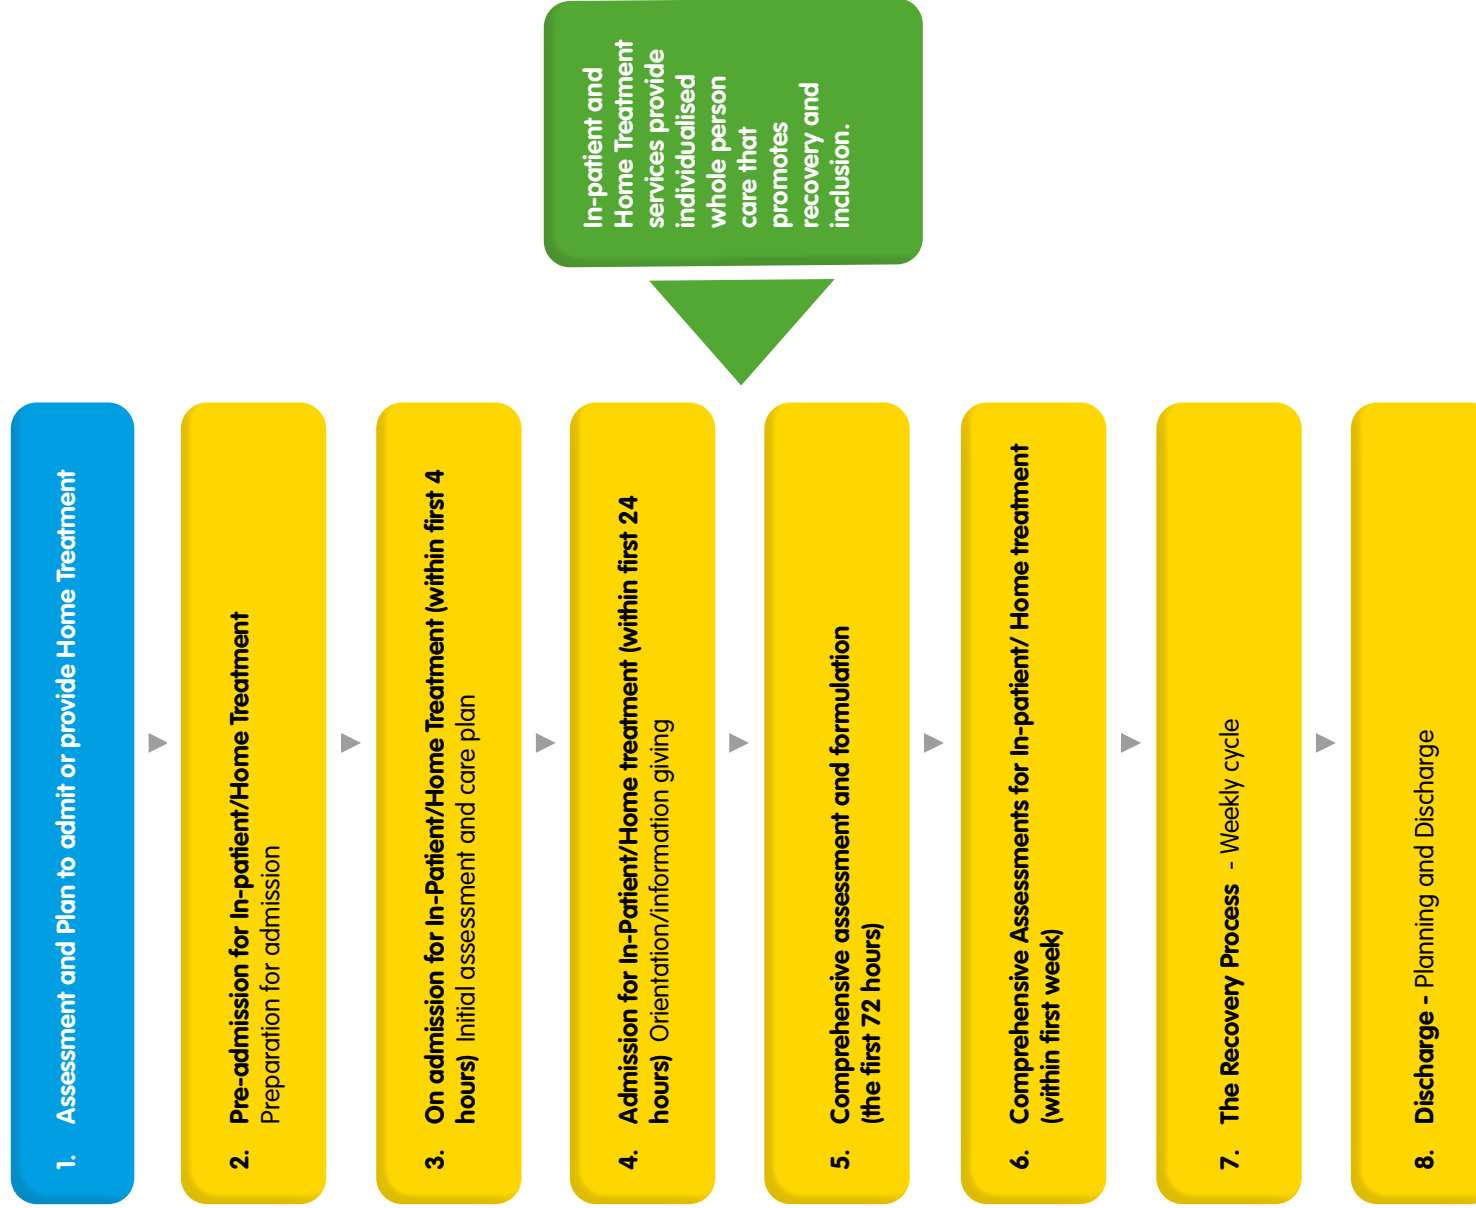 1. Assessment and Plan to admit or provide Home Treatment
2. Pre-admission for In-patient/Home Treatment
Preparation for admission
3. On admission for In-Patient/Home Treatment (within first 4
hours) Initial assessment and care plan
4. Admission for In-Patient/Home treatment (within first 24
hours) Orientation/information giving
5. Comprehensive assessment and formulation
(the first 72 hours)
6. Comprehensive Assessments for In-patient/ Home treatment
(within first week)
7. The Recovery Process - Weekly cycle
8. Discharge - Planning and Discharge
In-patient and
Home Treatment
services provide
individualised
whole person
care that
promotes
recovery and
inclusion.